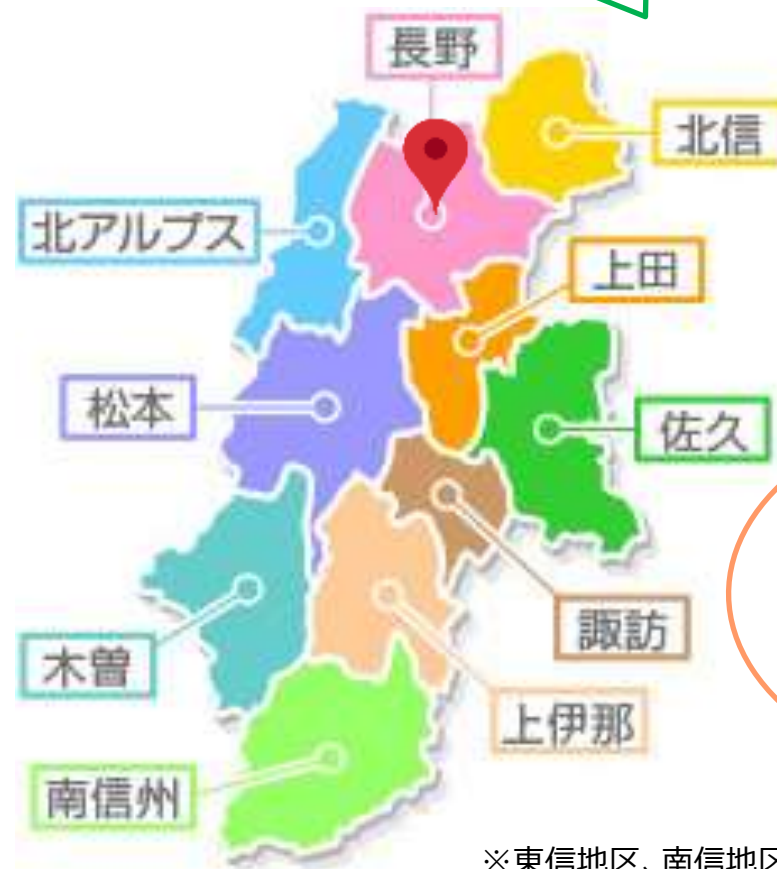 長野
北信
北アルプス
上田
松本
佐久
諏訪
木曽
上伊那
南信州
※東信地区、南信地区